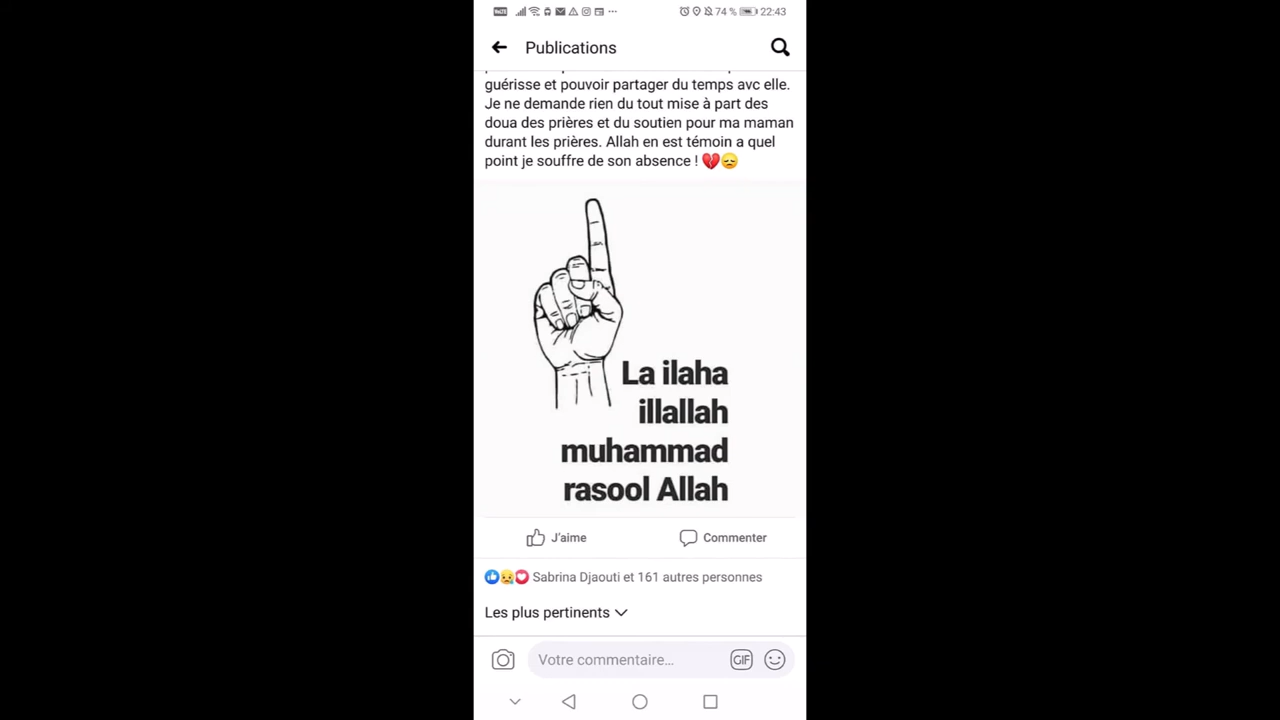 74 % 22:43
Publications
guérisse et pouvoir partager du temps avc elle.
Je ne demande rien du tout mise à part des
doua des prières et du soutien pour ma maman
durant les prières. Allah en est témoin a quel
point je souffre de son absence ! 💔😞
La ilaha
illallah
muhammad
rasool Allah
J'aime Commenter
Sabrina Djaouti et 161 autres personnes
Les plus pertinents
Votre commentaire... GIF